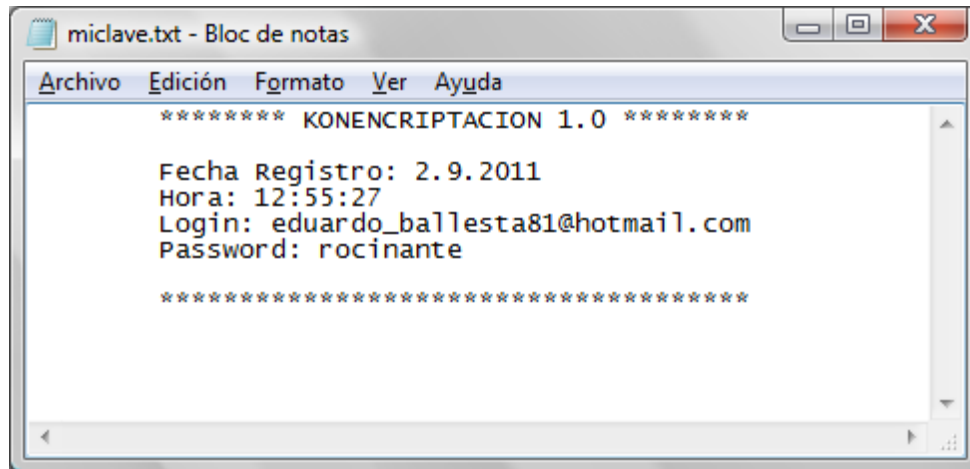 miclave.txt - Bloc de notas
Archivo Edición Formato Ver Ayuda
******** KONENCRIPTACION 1.0 ********
Fecha Registro: 2.9.2011
Hora: 12:55:27
Login: eduardo_ballesta81@hotmail.com
Password: rocinante
*************************************